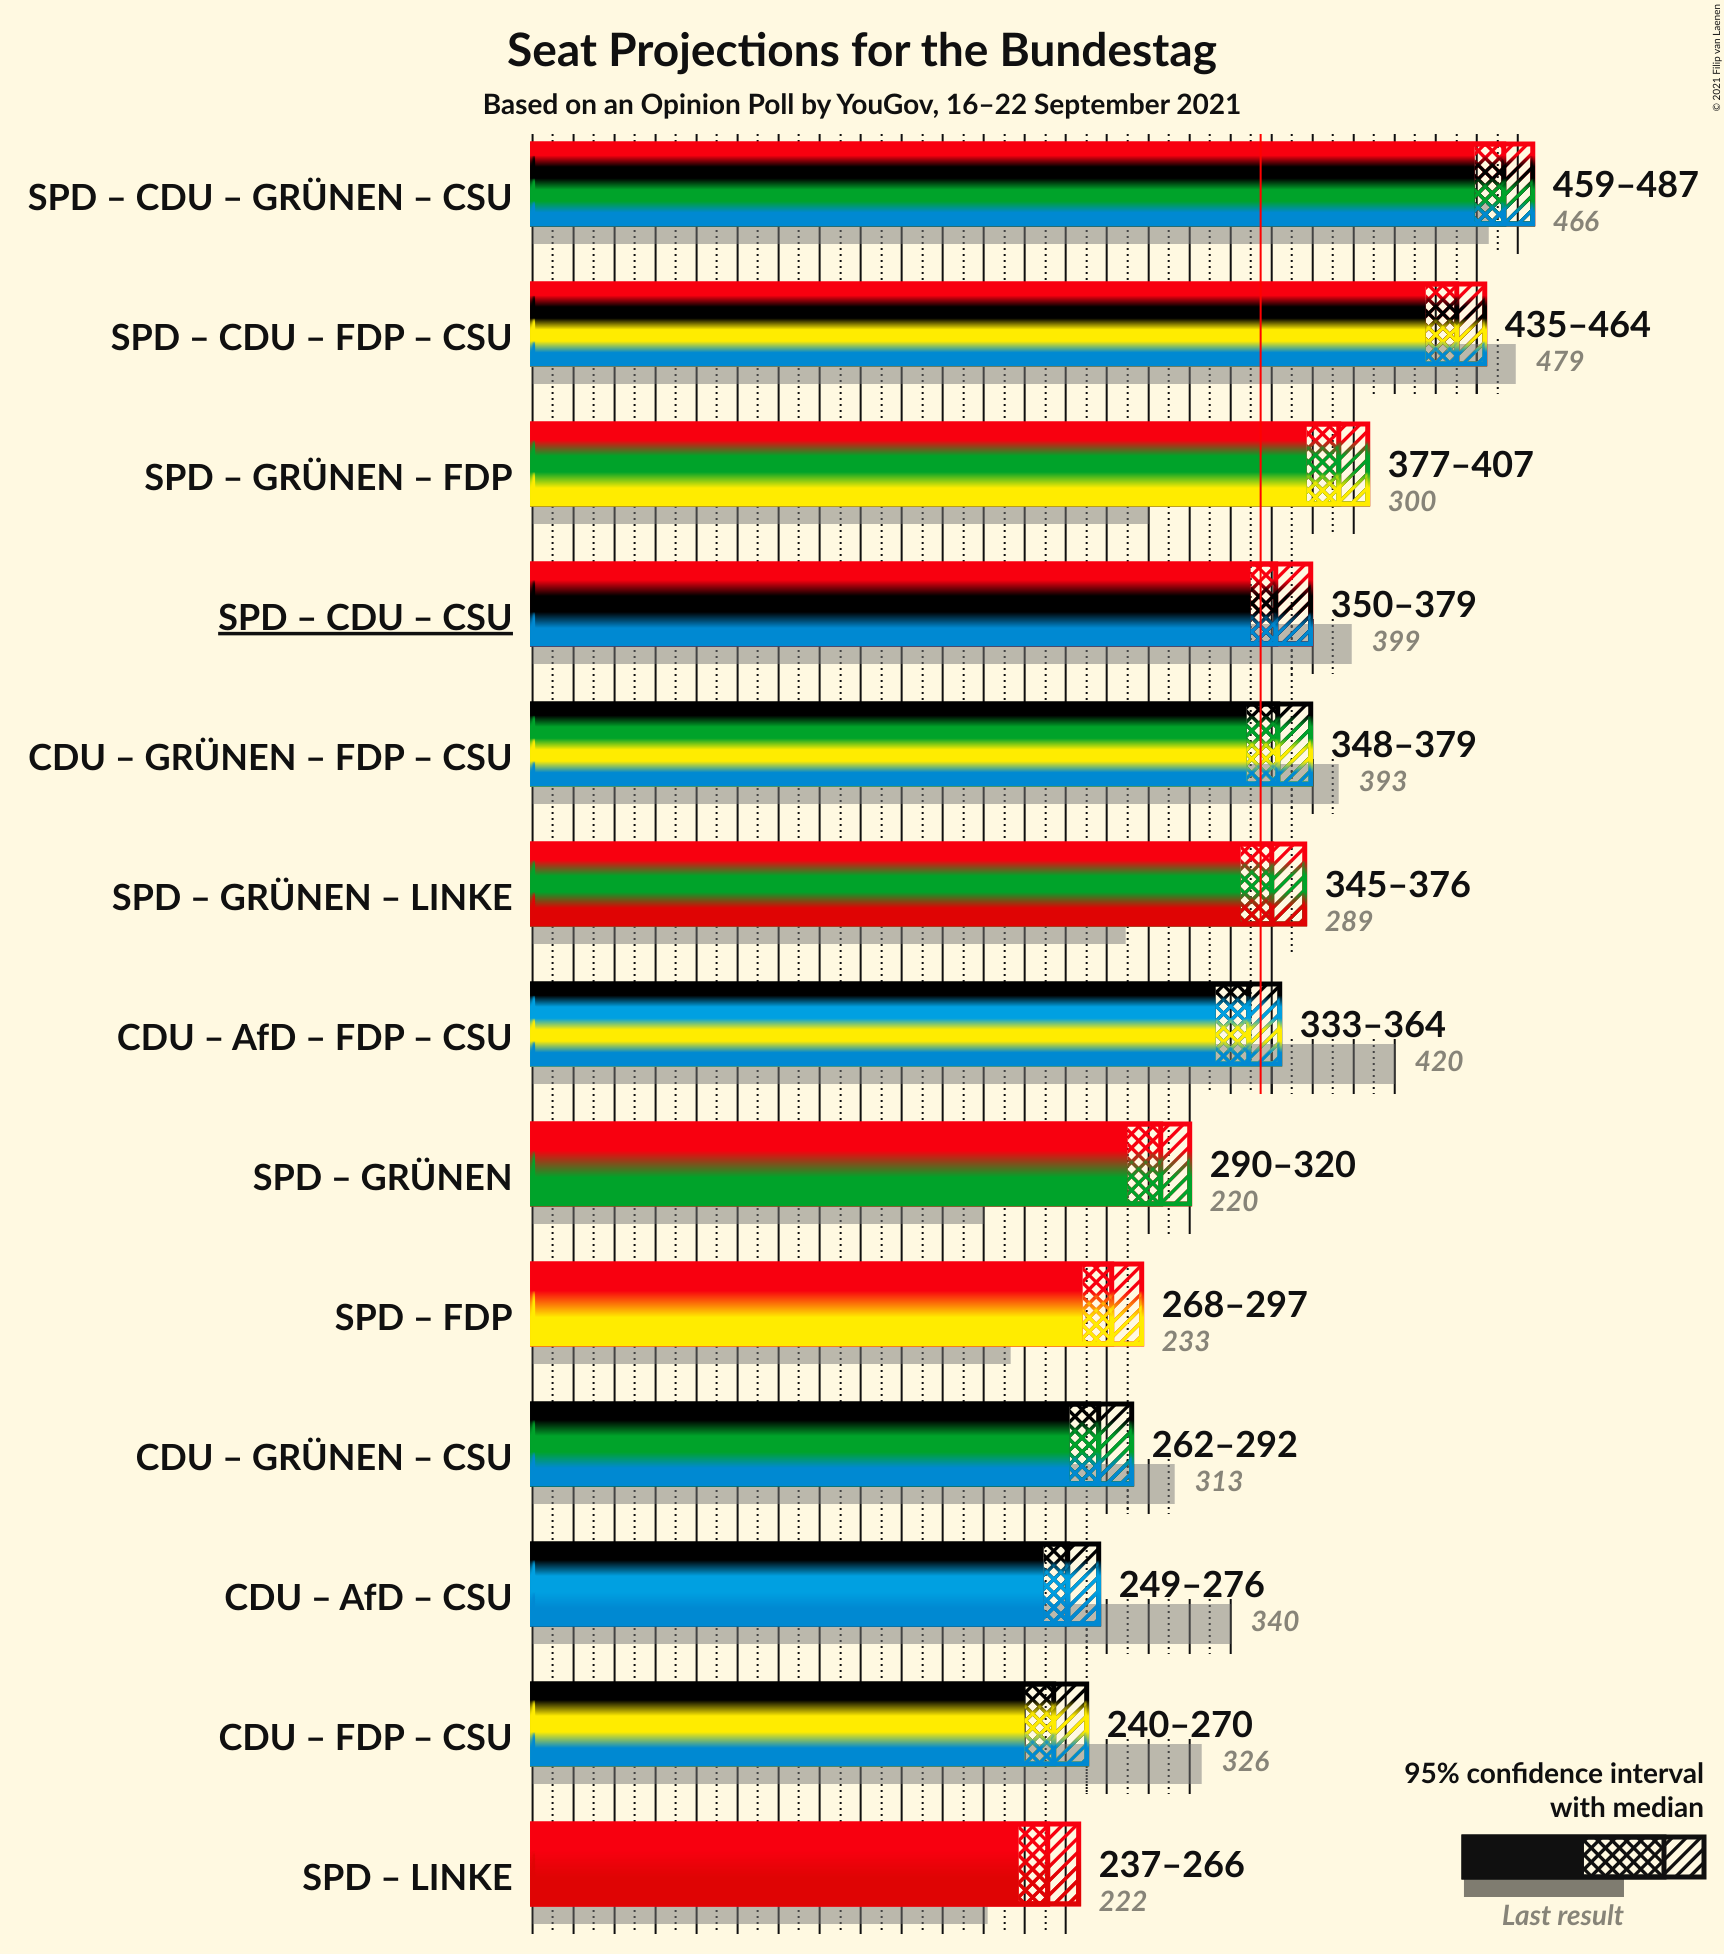 Seat Projections for the Bundestag
Based on an Opinion Poll by YouGov, 16–22 September 2021
© 2021 Filip van Laenen
SPD – CDU – GRÜNEN – CSU
459–487
466
SPD – CDU – FDP – CSU
435–464
479
SPD – GRÜNEN – FDP
377–407
300
SPD – CDU – CSU
350–379
399
CDU – GRÜNEN – FDP – CSU
348–379
393
SPD – GRÜNEN – LINKE
345–376
289
CDU – AfD – FDP – CSU
333–364
420
SPD – GRÜNEN
290–320
220
SPD – FDP
268–297
233
CDU – GRÜNEN – CSU
262–292
313
CDU – AfD – CSU
249–276
340
CDU – FDP – CSU
240–270
326
SPD – LINKE
237–266
222
95% confidence interval
with median
Last result